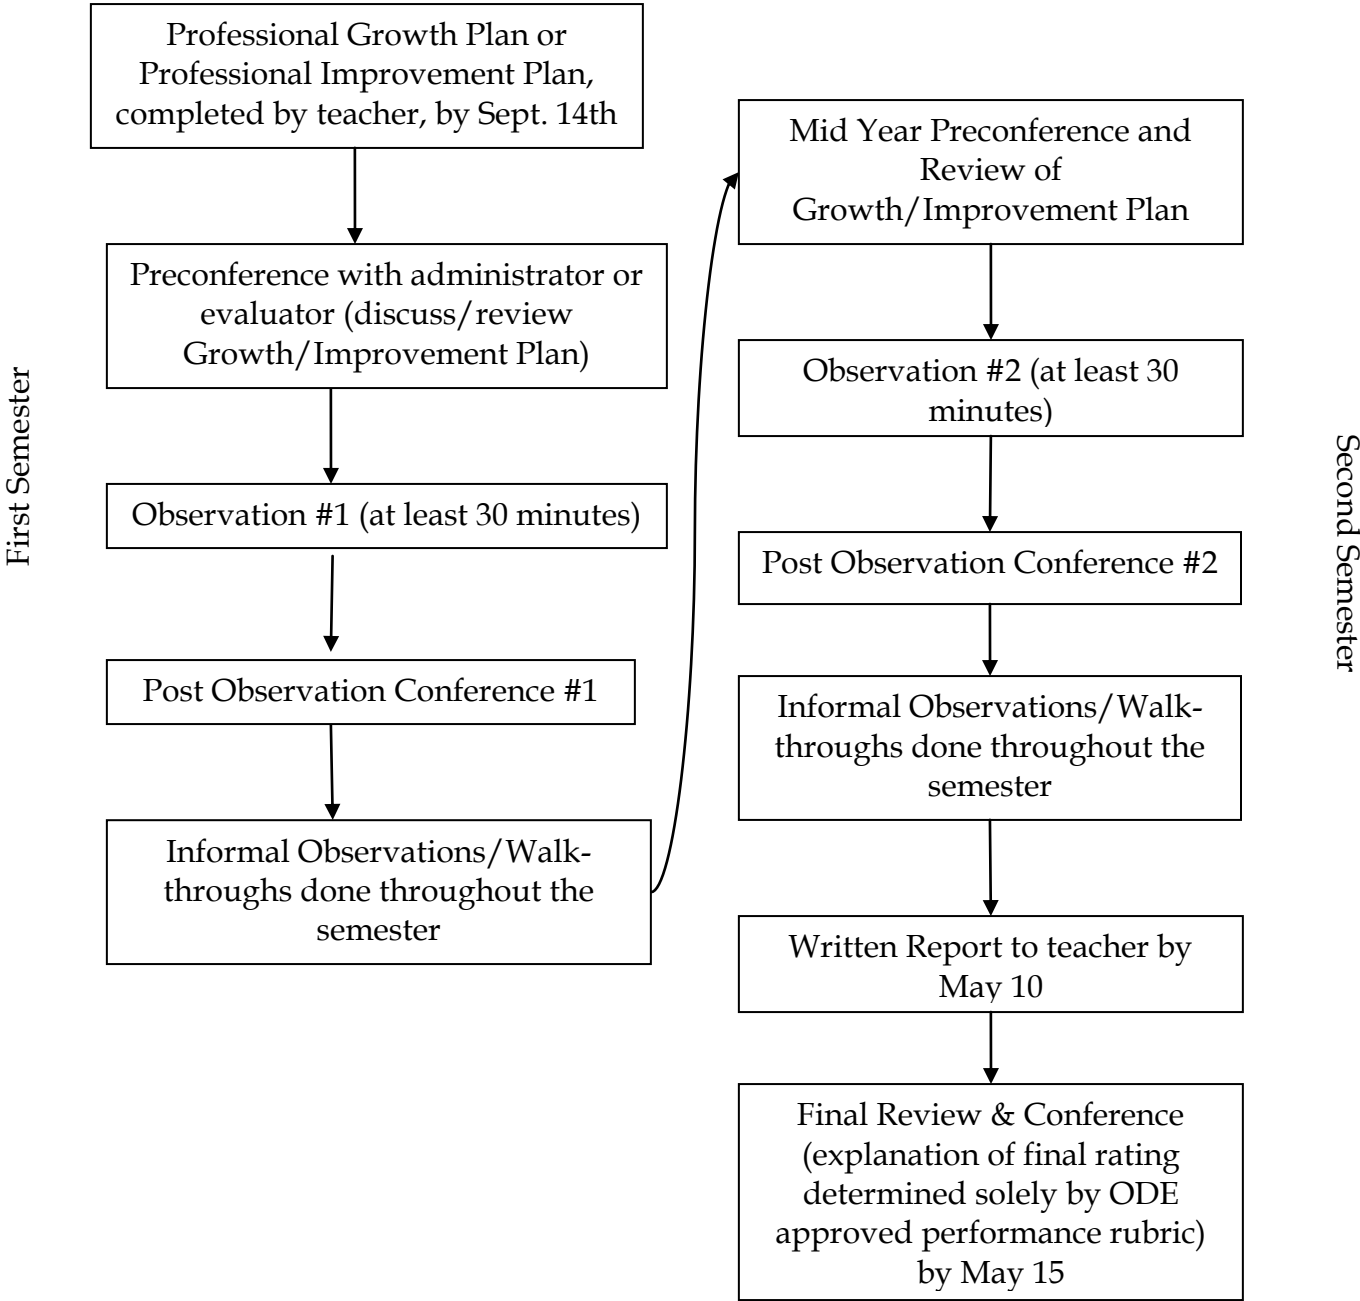 Professional Growth Plan or
Professional Improvement Plan,
completed by teacher, by Sept. 14th
Preconference with administrator or
evaluator (discuss/review
Growth/Improvement Plan)
First Semester
Observation #1 (at least 30 minutes)
Post Observation Conference #1
Informal Observations/Walk-
throughs done throughout the
semester
Mid Year Preconference and
Review of
Growth/Improvement Plan
Observation #2 (at least 30
minutes)
Second Semester
Post Observation Conference #2
Informal Observations/Walk-
throughs done throughout the
semester
Written Report to teacher by
May 10
Final Review & Conference
(explanation of final rating
determined solely by ODE
approved performance rubric)
by May 15